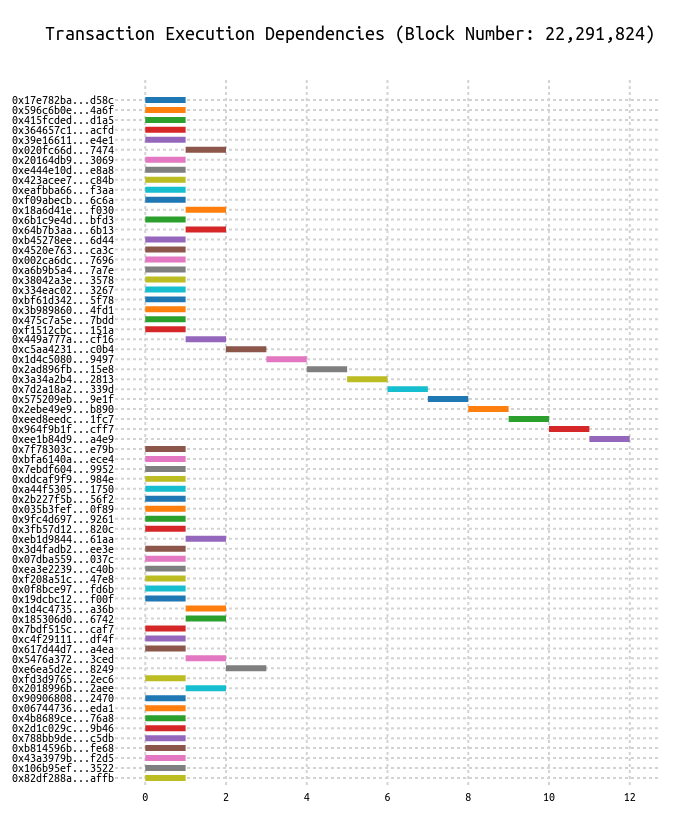 Transaction Execution Dependencies (Block Number: 22,291,824)
0x17e782ba...d58c
0x596c6b0e...4a6f
0x415fcded...d1a5
0x364657c1...acfd
0x39e16611...e4e1
0x020fc66d...7474
0x20164db9...3069
0xe444e10d...e8a8
0x423acee7...c84b
0xeafbba66...f3aa
0xf09abecb...6c6a
0x18a6d41e...f030
0x6b1c9e4d...bfd3
0x64b7b3aa...6b13
0xb45278ee...6d44
0x4520e763...ca3c
0x002ca6dc...7696
0xa6b9b5a4...7a7e
0x38042a3e...3578
0x334eac02...3267
0xbf61d342...5f78
0x3b989860...4fd1
0x475c7a5e...7bdd
0xf1512cbc...151a
0x449a777a...cf16
0xc5aa4231...c0b4
0x1d4c5080...9497
0x2ad896fb...15e8
0x3a34a2b4...2813
0x7d2a18a2...339d
0x575209eb...9e1f
0x2ebe49e9...b890
0xeed8eedc...1fc7
0x964f9b1f...cff7
0xee1b84d9...a4e9
0x7f78303c...e79b
0xbfa6140a...ece4
0x7ebdf604...9952
0xddcaf9f9...984e
0xa44f5305...1750
0x2b227f5b...56f2
0x035b3fef...0f89
0x9fc4d697...9261
0x3fb57d12...820c
0xeb1d9844...61aa
0x3d4fadb2...ee3e
0x07dba559...037c
0xea3e2239...c40b
0xf208a51c...47e8
0x0f8bce97...fd6b
0x19dcbc12...f00f
0x1d4c4735...a36b
0x185306d0...6742
0x7bdf515c...caf7
0xc4f29111...df4f
0x617d44d7...a4ea
0x5476a372...3ced
0xe6ea5d2e...8249
0xfd3d9765...2ec6
0x2018996b...2aee
0x90906808...2470
0x06744736...eda1
0x4b8689ce...76a8
0x2d1c029c...9b46
0x788bb9de...c5db
0xb814596b...fe68
0x43a3979b...f2d5
0x106b95ef...3522
0x82df288a...affb
0 2 4 6 8 10 12